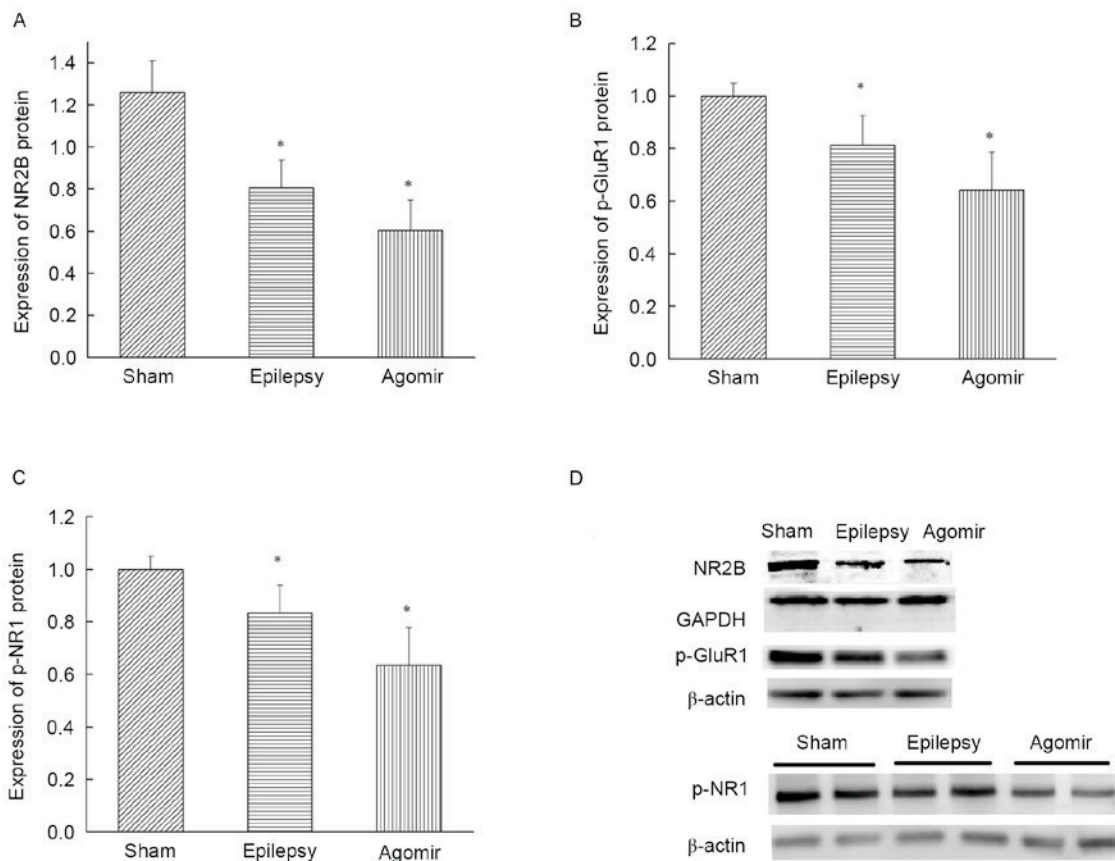 A
Expression of NR2B protein
1.4
1.2
1.0
0.8
0.6
0.4
0.2
0.0
*
*
Sham Epilepsy Agomir
B
Expression of p-GluR1 protein
1.2
1.0
0.8
0.6
0.4
0.2
0.0
*
*
Sham Epilepsy Agomir
C
Expression of p-NR1 protein
1.2
1.0
0.8
0.6
0.4
0.2
0.0
*
*
Sham Epilepsy Agomir
D
Sham Epilepsy Agomir
NR2B
GAPDH
p-GluR1
β-actin
Sham Epilepsy Agomir
p-NR1
β-actin